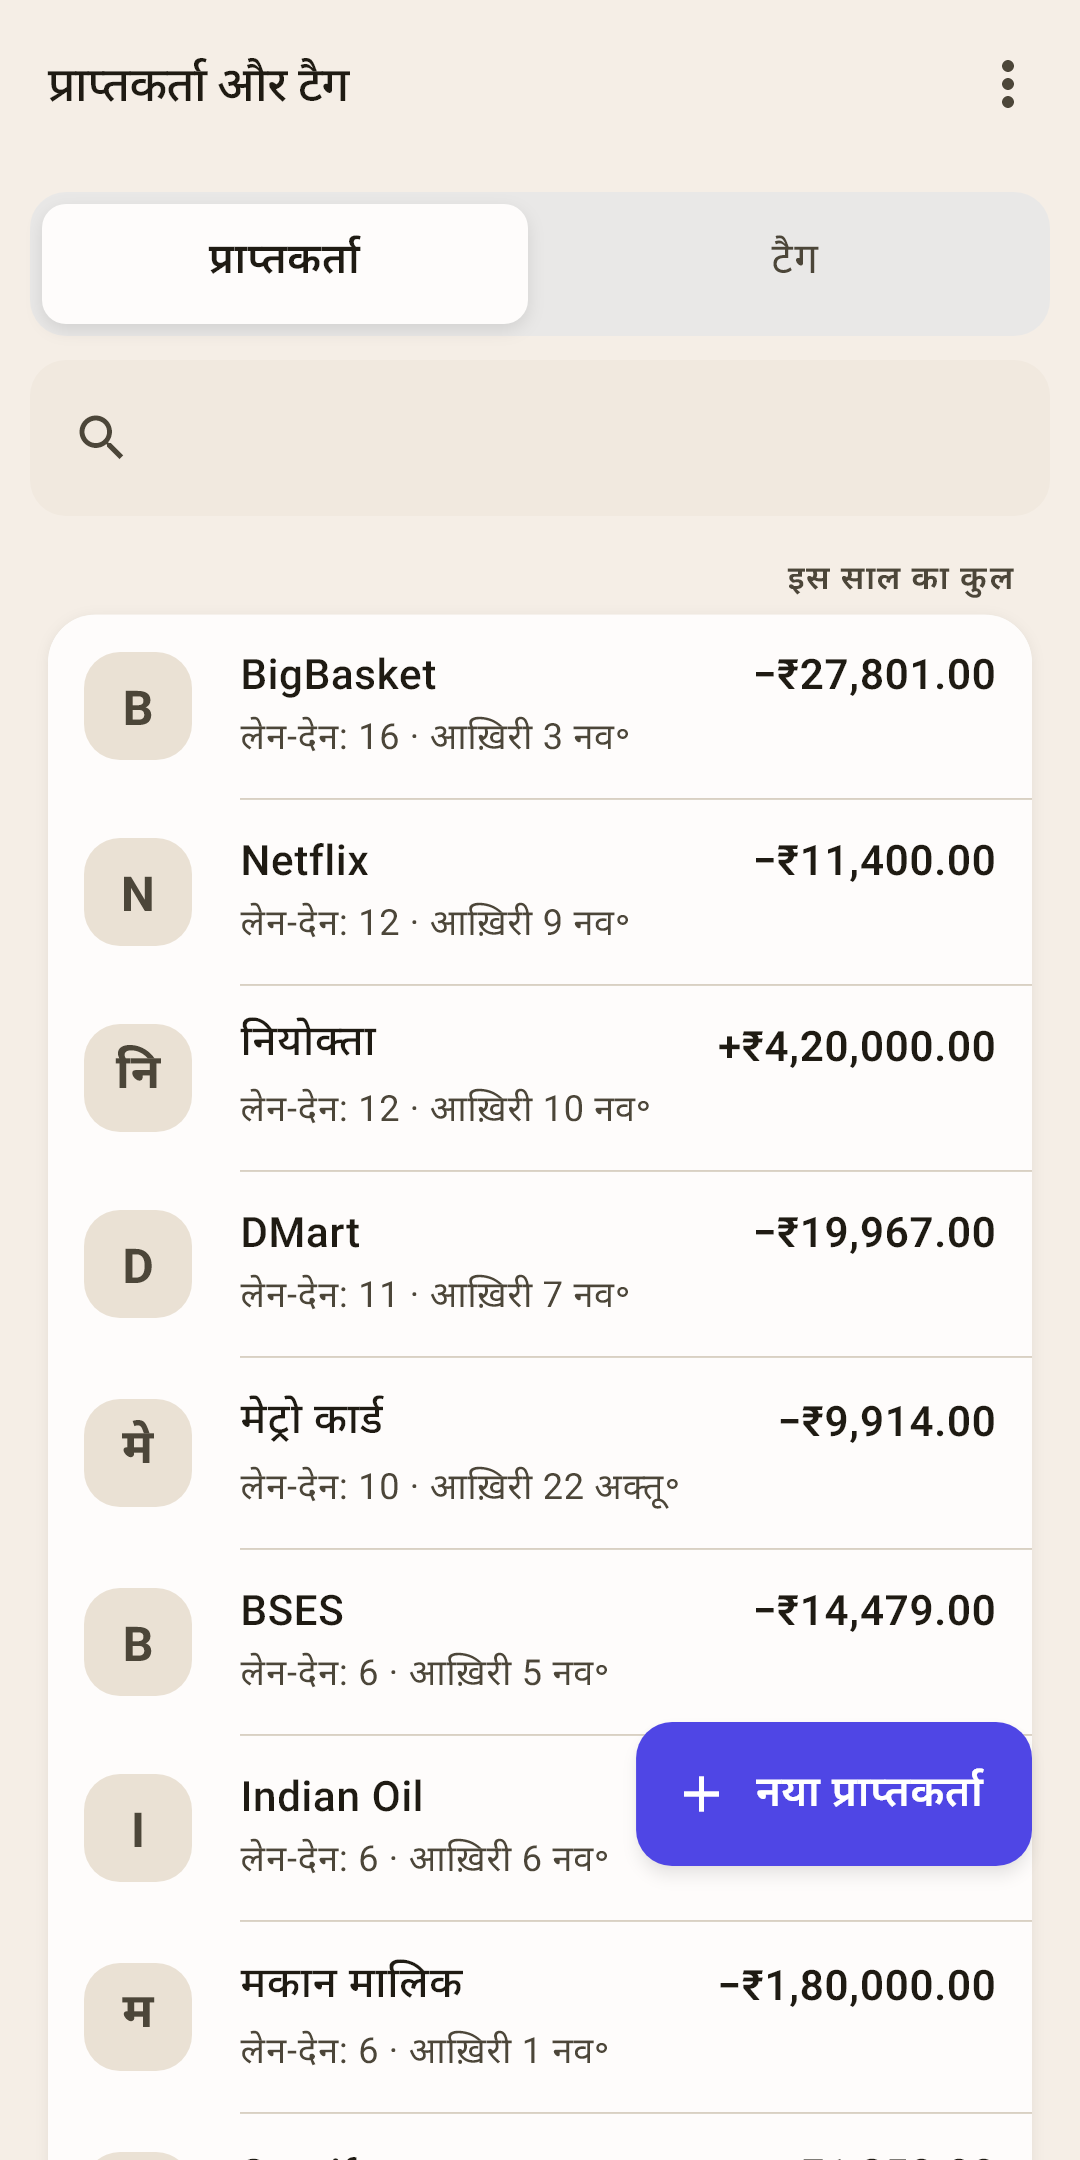 प्राप्तकर्ता और टैग
प्राप्तकर्ता
टैग
इस साल का कुल
B
BigBasket
−₹27,801.00
लेन-देन: 16 · आख़िरी 3 नव॰
N
Netflix
−₹11,400.00
लेन-देन: 12 · आख़िरी 9 नव॰
नि
नियोक्ता
+₹4,20,000.00
लेन-देन: 12 · आख़िरी 10 नव॰
D
DMart
−₹19,967.00
लेन-देन: 11 · आख़िरी 7 नव॰
मे
मेट्रो कार्ड
−₹9,914.00
लेन-देन: 10 · आख़िरी 22 अक्तू॰
B
BSES
−₹14,479.00
लेन-देन: 6 · आख़िरी 5 नव॰
I
Indian Oil
लेन-देन: 6 · आख़िरी 6 नव॰
नया प्राप्तकर्ता
म
मकान मालिक
−₹1,80,000.00
लेन-देन: 6 · आख़िरी 1 नव॰